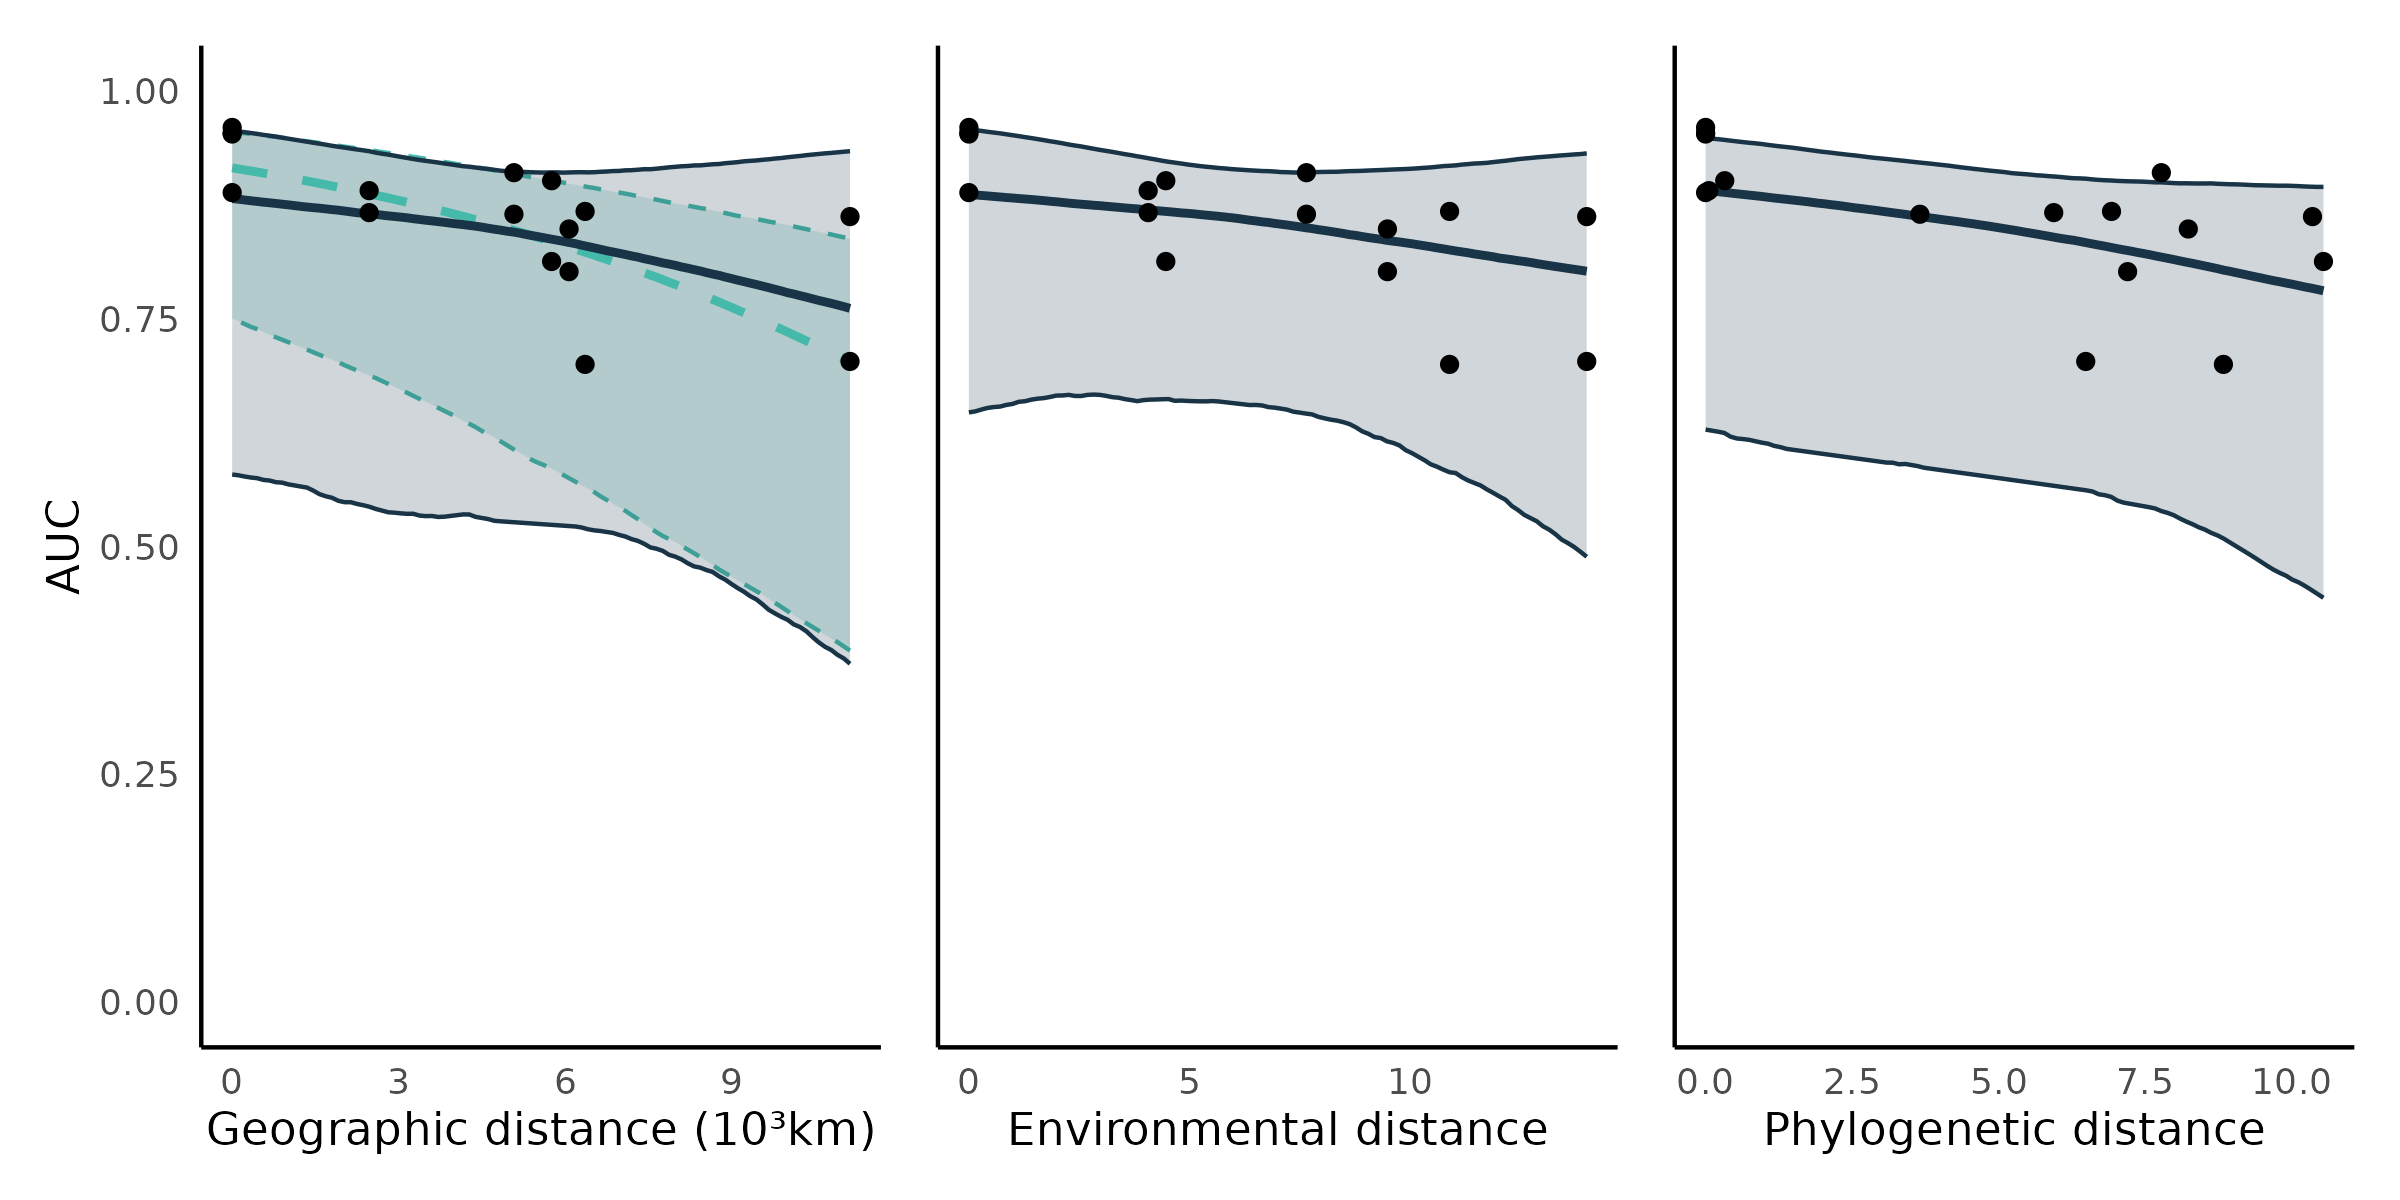 AUC
1.00
0.75
0.50
0.25
0.00
0 3 6 9
Geographic distance (10³km)
0 5 10
Environmental distance
0.0 2.5 5.0 7.5 10.0
Phylogenetic distance